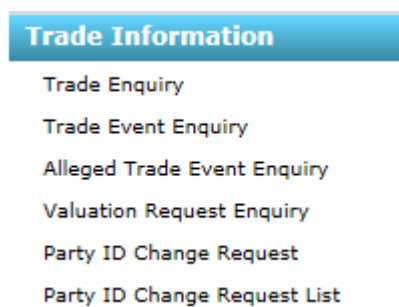 Trade Information
Trade Enquiry
Trade Event Enquiry
Alleged Trade Event Enquiry
Valuation Request Enquiry
Party ID Change Request
Party ID Change Request List